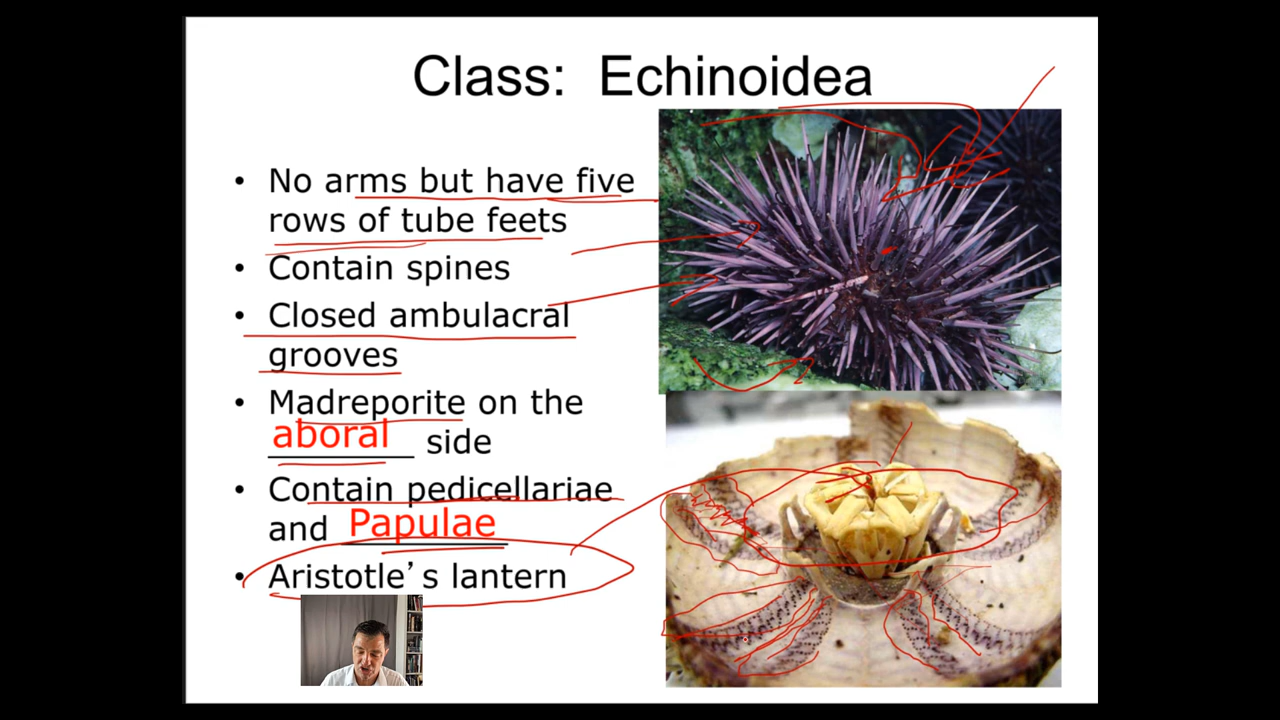 Class: Echinoidea
• No arms but have five
rows of tube feets
• Contain spines
• Closed ambulacral
grooves
• Madreporite on the
aboral side
• Contain pedicellariae
and Papulae
• Aristotle's lantern